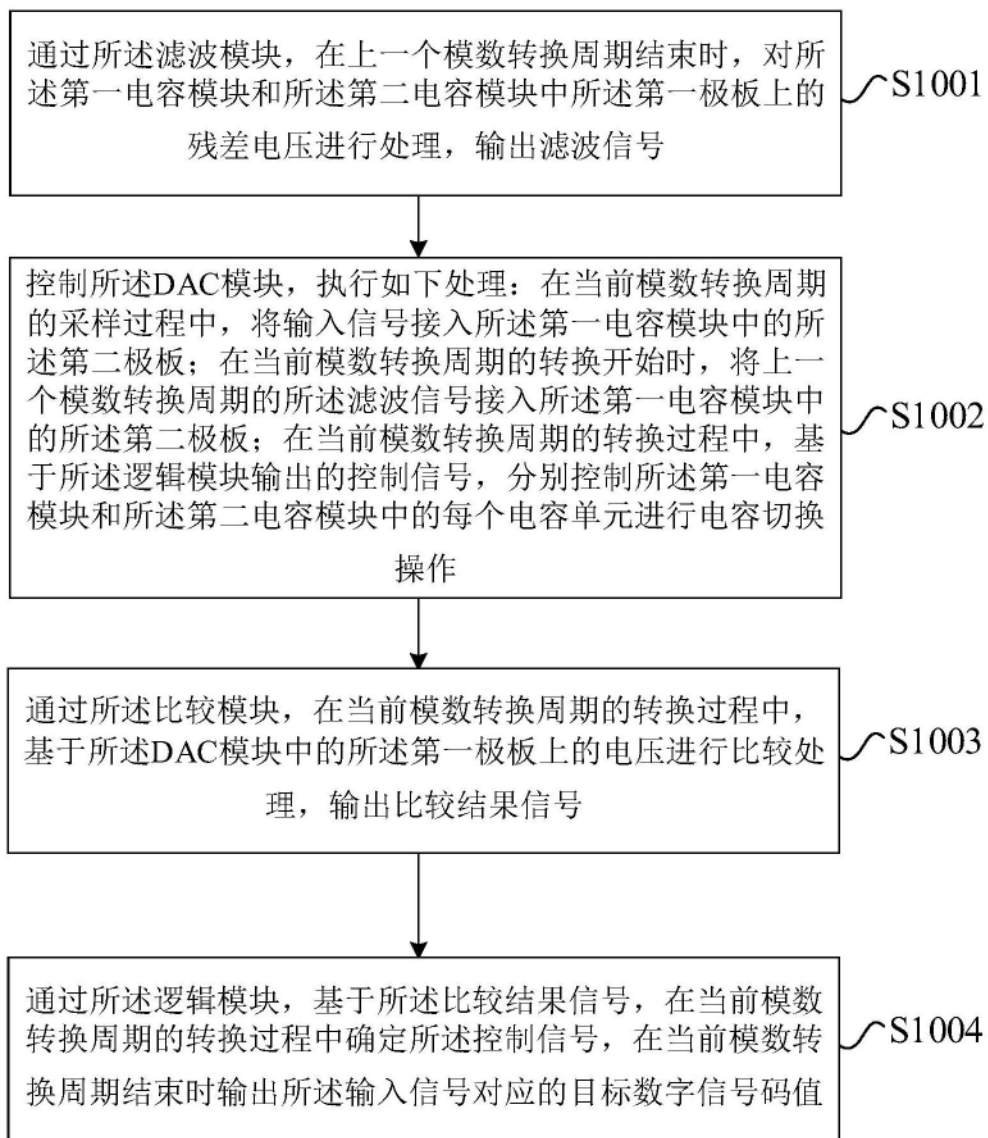 通过所述滤波模块，在上一个模数转换周期结束时，对所
述第一电容模块和所述第二电容模块中所述第一极板上的
残差电压进行处理，输出滤波信号
S1001
控制所述DAC模块，执行如下处理：在当前模数转换周期
的采样过程中，将输入信号接入所述第一电容模块中的所
述第二极板；在当前模数转换周期的转换开始时，将上一
个模数转换周期的所述滤波信号接入所述第一电容模块中
的所述第二极板；在当前模数转换周期的转换过程中，基
于所述逻辑模块输出的控制信号，分别控制所述第一电容
模块和所述第二电容模块中的每个电容单元进行电容切换
操作
S1002
通过所述比较模块，在当前模数转换周期的转换过程中，
基于所述DAC模块中的所述第一极板上的电压进行比较处
理，输出比较结果信号
S1003
通过所述逻辑模块，基于所述比较结果信号，在当前模数
转换周期的转换过程中确定所述控制信号，在当前模数转
换周期结束时输出所述输入信号对应的目标数字信号码值
S1004